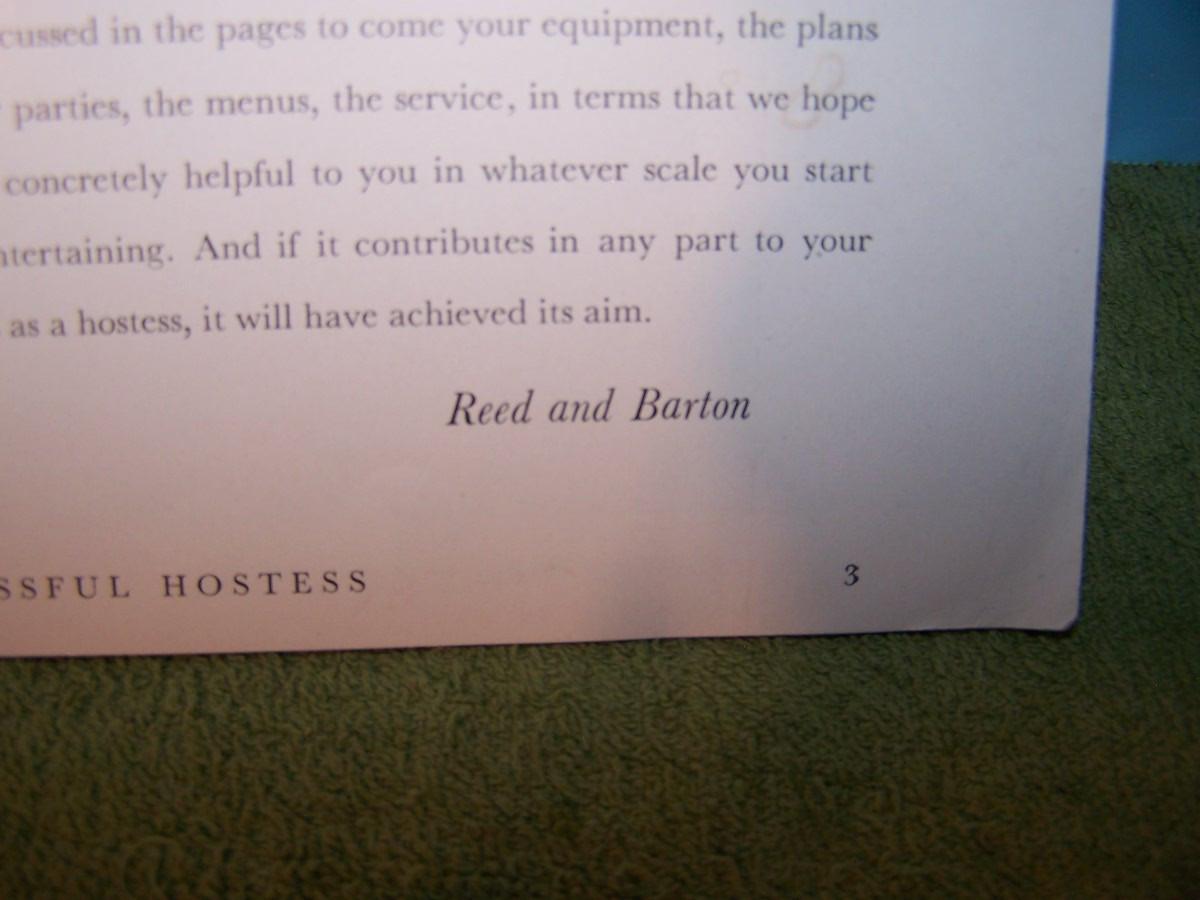 cussed in the pages to come your equipment, the plans
parties, the menus, the service, in terms that we hope
concretely helpful to you in whatever scale you start
ntertaining. And if it contributes in any part to your
as a hostess, it will have achieved its aim.
Reed and Barton
SSFUL HOSTESS 3